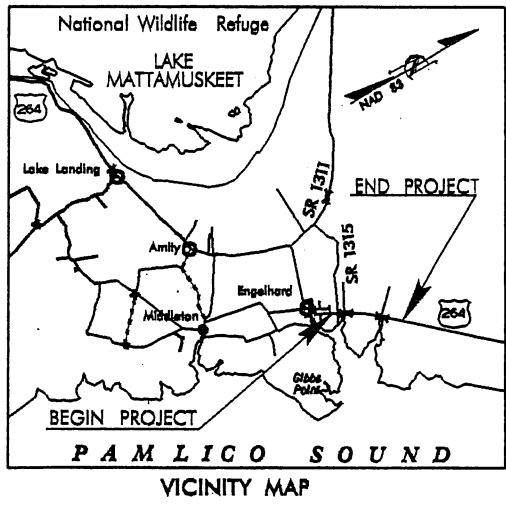 National Wildlife Refuge
LAKE
MATTAMUSKEET
NAD 83
264
Lake Landing
SR 1311
END PROJECT
Amity
SR 1315
Engelhard
264
Middleton
Gibbs
Point
BEGIN PROJECT
PAMLICO SOUND
VICINITY MAP